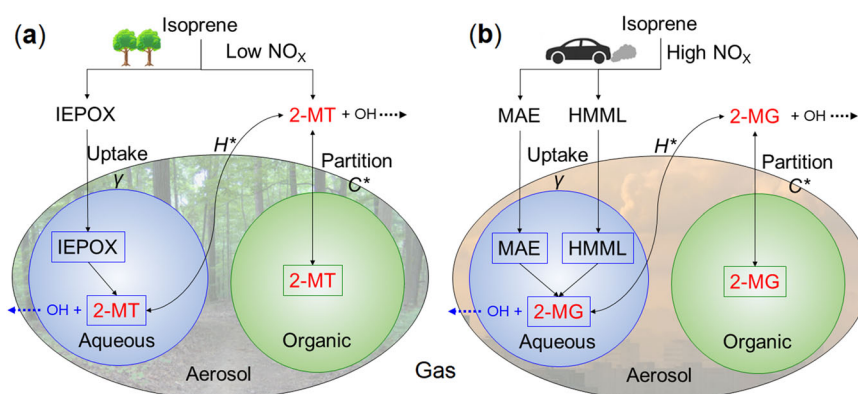 (a)
Isoprene
Low NOX
IEPOX
2-MT + OH
Uptake
γ
H*
Partition
C*
IEPOX
2-MT
OH + 2-MT
Aqueous
Organic
Aerosol
Gas
(b)
Isoprene
High NOX
MAE
HMML
2-MG + OH
Uptake
γ
H*
Partition
C*
MAE
HMML
2-MG
OH + 2-MG
Aqueous
Organic
Aerosol